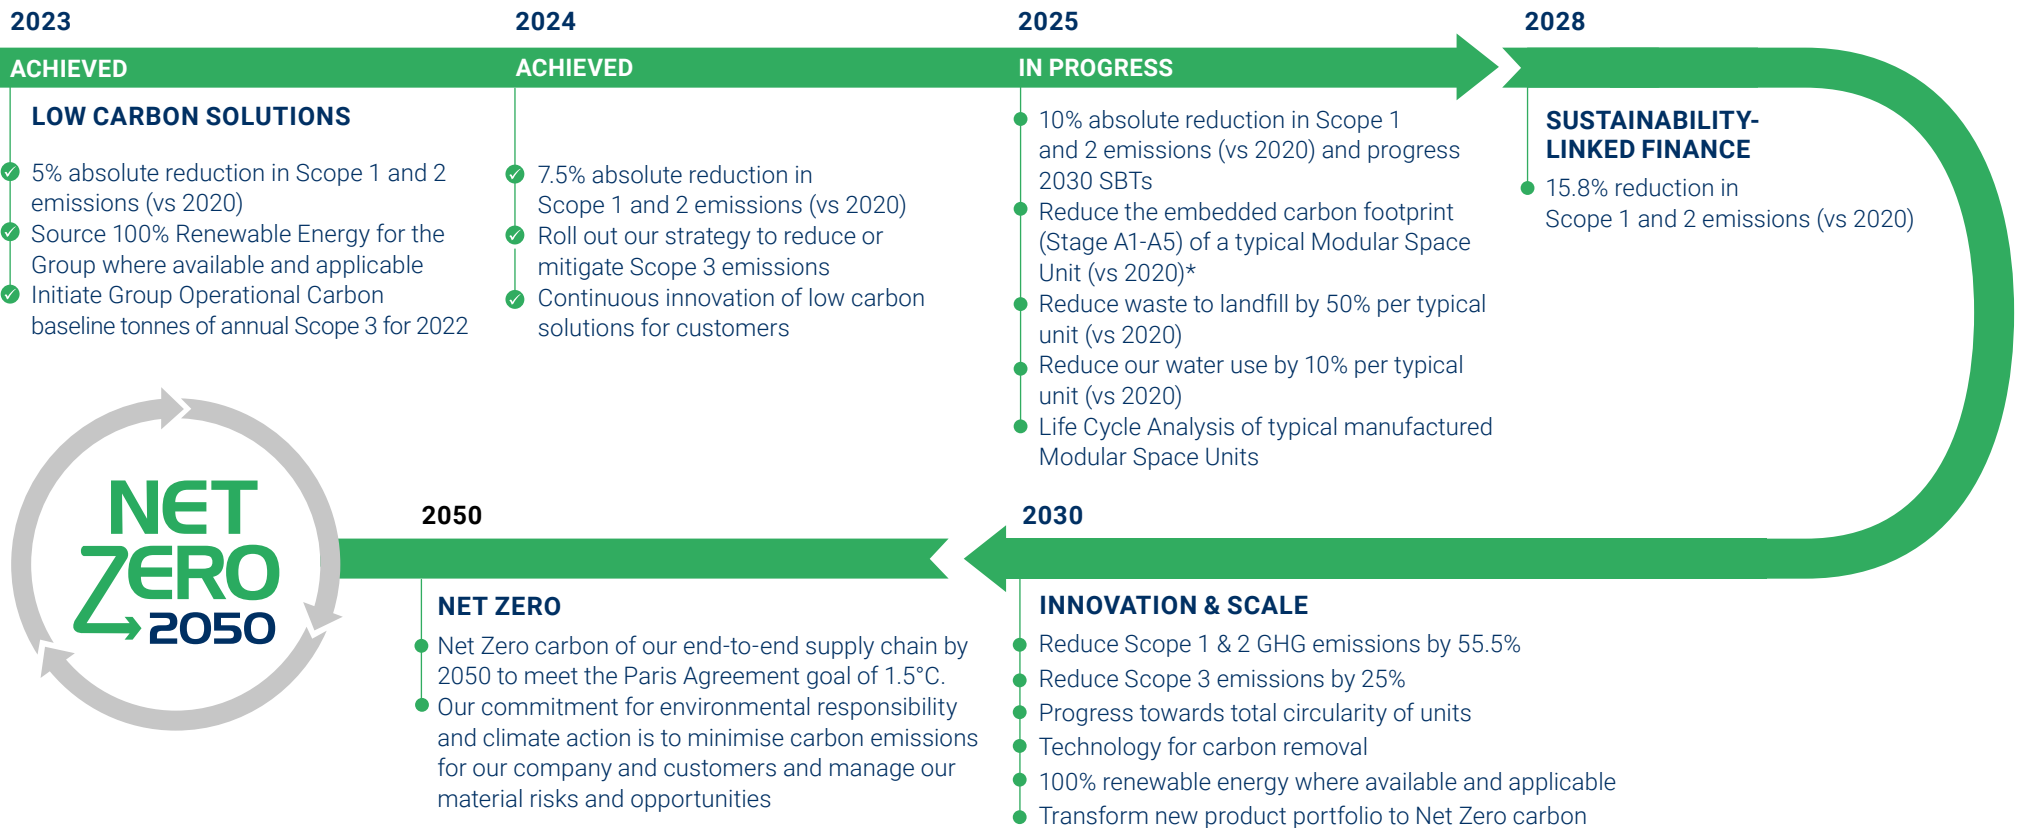 2023
ACHIEVED
LOW CARBON SOLUTIONS
5% absolute reduction in Scope 1 and 2
emissions (vs 2020)
Source 100% Renewable Energy for the
Group where available and applicable
Initiate Group Operational Carbon
baseline tonnes of annual Scope 3 for 2022
2024
ACHIEVED
7.5% absolute reduction in
Scope 1 and 2 emissions (vs 2020)
Roll out our strategy to reduce or
mitigate Scope 3 emissions
Continuous innovation of low carbon
solutions for customers
2025
IN PROGRESS
10% absolute reduction in Scope 1
and 2 emissions (vs 2020) and progress
2030 SBTs
Reduce the embedded carbon footprint
(Stage A1-A5) of a typical Modular Space
Unit (vs 2020)*
Reduce waste to landfill by 50% per typical
unit (vs 2020)
Reduce our water use by 10% per typical
unit (vs 2020)
Life Cycle Analysis of typical manufactured
Modular Space Units
2028
SUSTAINABILITY-
LINKED FINANCE
15.8% reduction in
Scope 1 and 2 emissions (vs 2020)
2030
INNOVATION & SCALE
Reduce Scope 1 & 2 GHG emissions by 55.5%
Reduce Scope 3 emissions by 25%
Progress towards total circularity of units
Technology for carbon removal
100% renewable energy where available and applicable
Transform new product portfolio to Net Zero carbon
2050
NET ZERO
Net Zero carbon of our end-to-end supply chain by
2050 to meet the Paris Agreement goal of 1.5°C.
Our commitment for environmental responsibility
and climate action is to minimise carbon emissions
for our company and customers and manage our
material risks and opportunities
NET
ZERO
2050